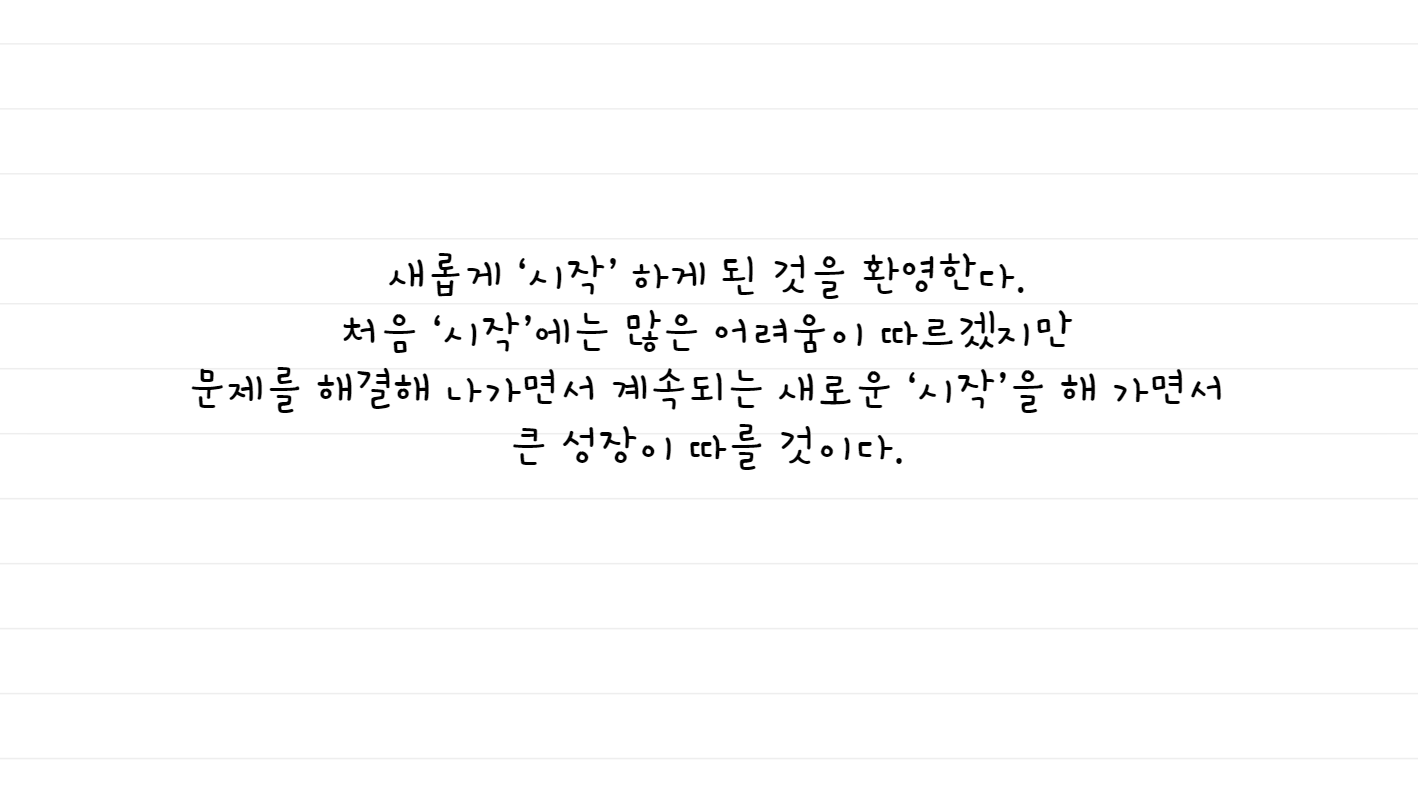 새롭게 ‘시작’ 하게 된 것을 환영한다.
처음 ‘시작’에는 많은 어려움이 따르겠지만
문제를 해결해 나가면서 계속되는 새로운 ‘시작’을 해 가면서
큰 성장이 따를 것이다.